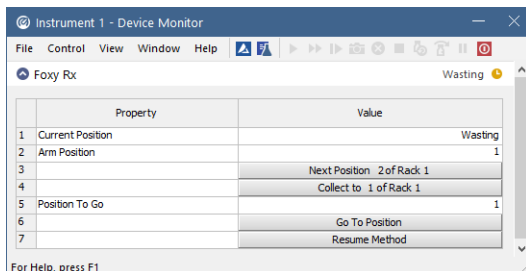 Instrument 1 - Device Monitor
File Control View Window Help
Foxy Rx Wasting
Property Value
1 Current Position Wasting
2 Arm Position 1
3 Next Position 2 of Rack 1
4 Collect to 1 of Rack 1
5 Position To Go 1
6 Go To Position
7 Resume Method
For Help, press F1